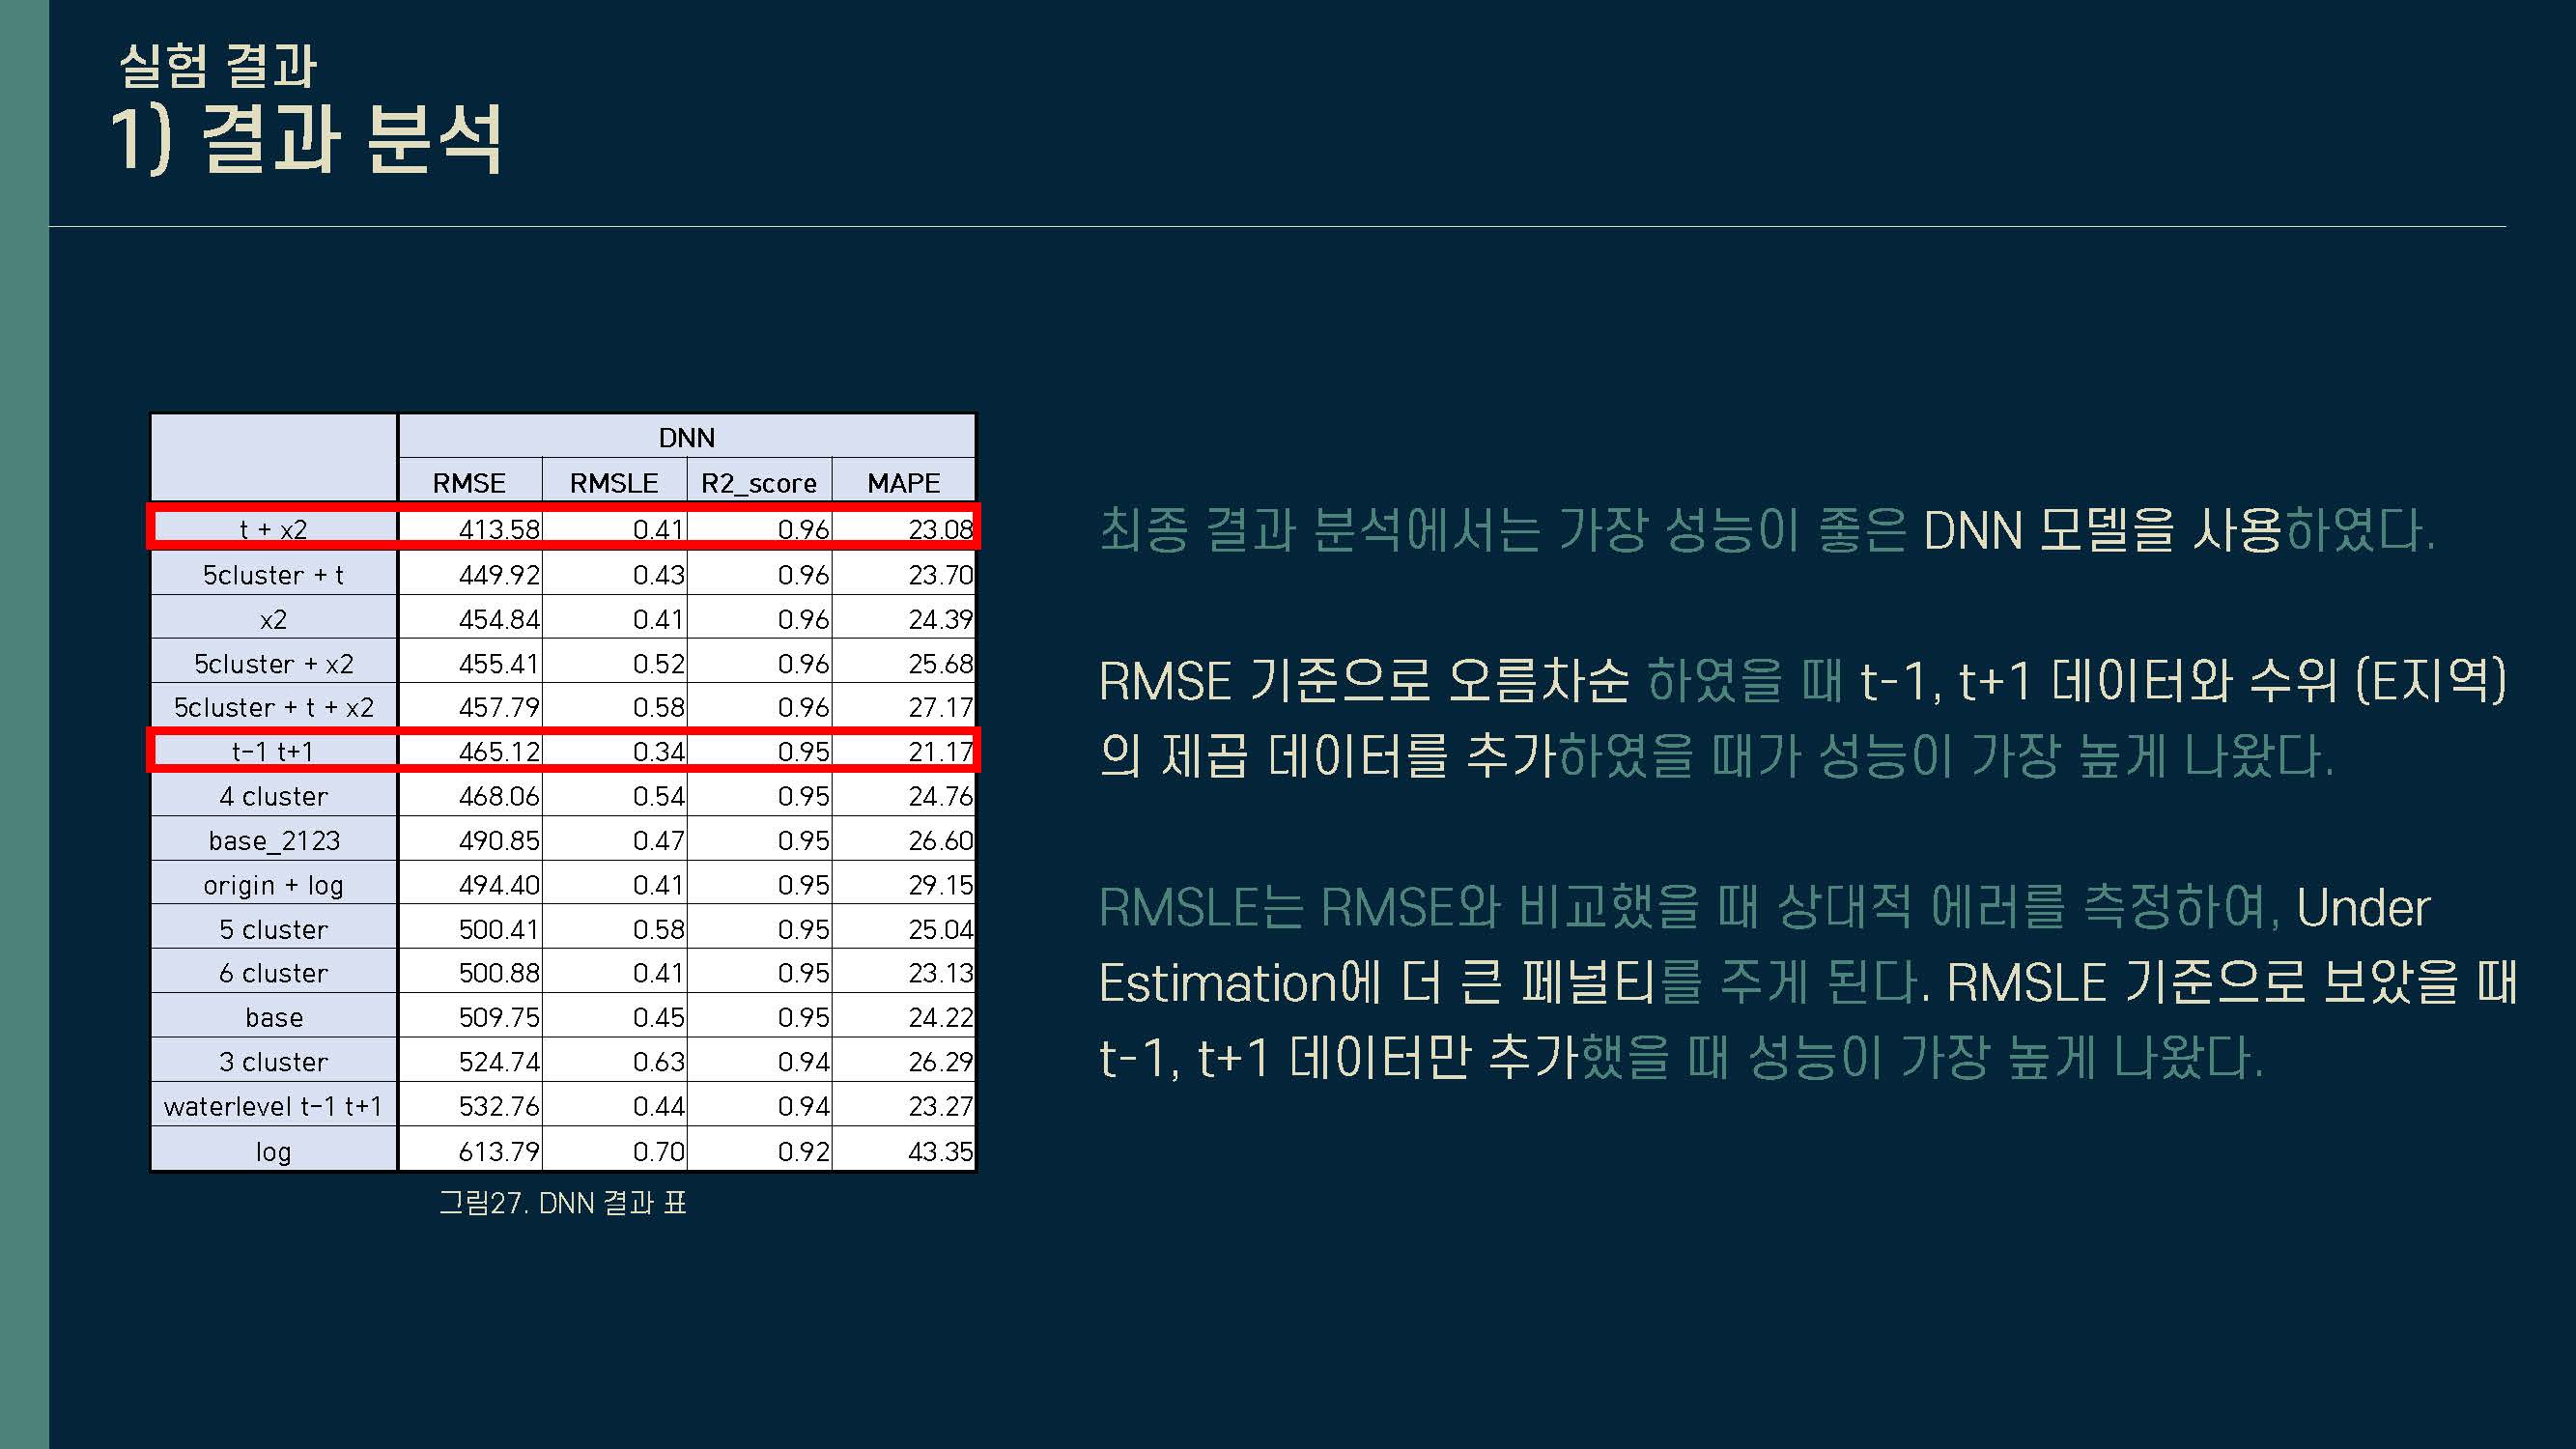 실험 결과
1) 결과 분석
DNN
RMSE RMSLE R2_score MAPE
t + x2 413.58 0.41 0.96 23.08
5cluster + t 449.92 0.43 0.96 23.70
x2 454.84 0.41 0.96 24.39
5cluster + x2 455.41 0.52 0.96 25.68
5cluster + t + x2 457.79 0.58 0.96 27.17
t-1 t+1 465.12 0.34 0.95 21.17
4 cluster 468.06 0.54 0.95 24.76
base_2123 490.85 0.47 0.95 26.60
origin + log 494.40 0.41 0.95 29.15
5 cluster 500.41 0.58 0.95 25.04
6 cluster 500.88 0.41 0.95 23.13
base 509.75 0.45 0.95 24.22
3 cluster 524.74 0.63 0.94 26.29
waterlevel t-1 t+1 532.76 0.44 0.94 23.27
log 613.79 0.70 0.92 43.35
그림27. DNN 결과 표
최종 결과 분석에서는 가장 성능이 좋은 DNN 모델을 사용하였다.
RMSE 기준으로 오름차순 하였을 때 t-1, t+1 데이터와 수위 (E지역)
의 제곱 데이터를 추가하였을 때가 성능이 가장 높게 나왔다.
RMSLE는 RMSE와 비교했을 때 상대적 에러를 측정하여, Under
Estimation에 더 큰 페널티를 주게 된다. RMSLE 기준으로 보았을 때
t-1, t+1 데이터만 추가했을 때 성능이 가장 높게 나왔다.